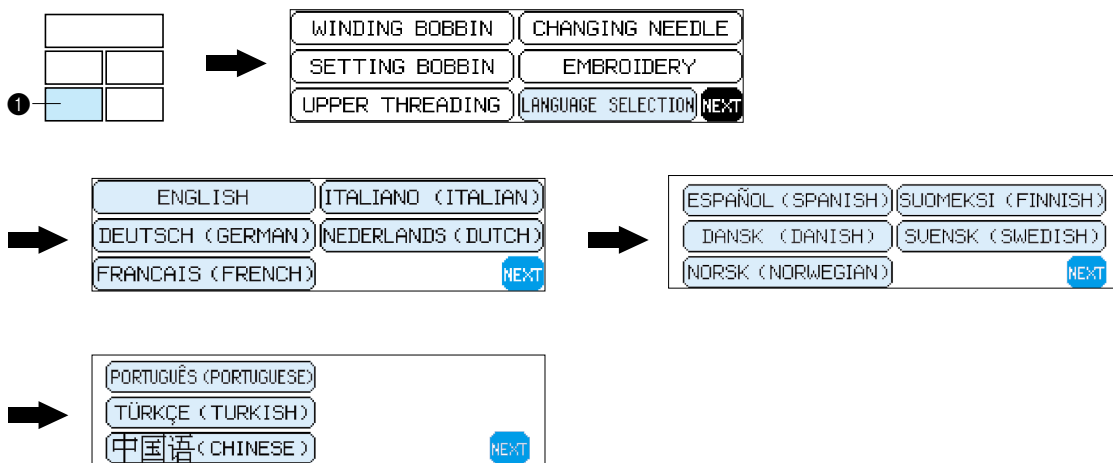 WINDING BOBBIN CHANGING NEEDLE
SETTING BOBBIN EMBROIDERY
UPPER THREADING LANGUAGE SELECTION NEXT
1
ENGLISH ITALIANO (ITALIAN)
DEUTSCH (GERMAN) NEDERLANDS (DUTCH)
FRANCAIS (FRENCH) NEXT
ESPAÑOL (SPANISH) SUOMEKSI (FINNISH)
DANSK (DANISH) SVENSK (SWEDISH)
NORSK (NORWEGIAN) NEXT
PORTUGUÊS (PORTUGUESE)
TÜRKÇE (TURKISH)
中国语 (CHINESE) NEXT